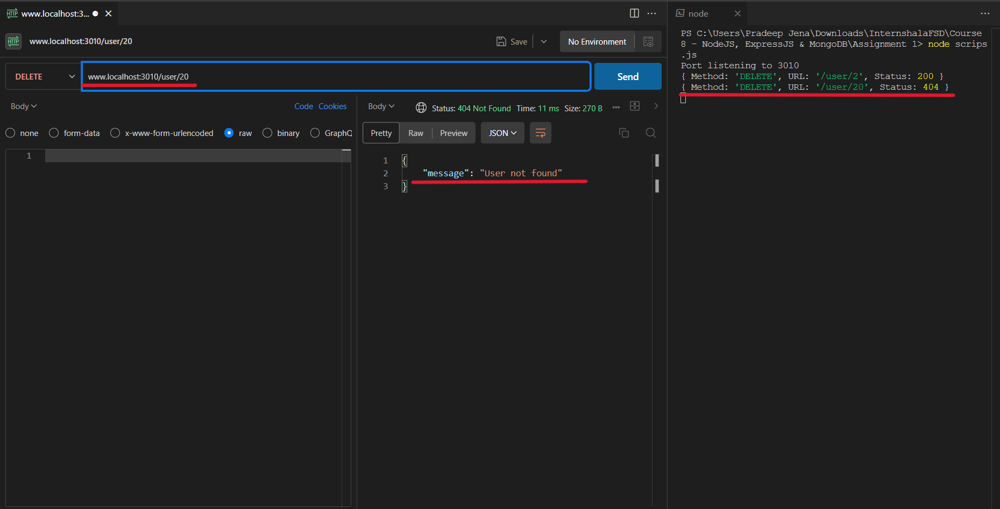 HTTP www.localhost:3...
HTTP www.localhost:3010/user/20
Save
No Environment
DELETE
www.localhost:3010/user/20
Send
Body
Code Cookies
none form-data x-www-form-urlencoded raw binary GraphQ
1
Body
Status: 404 Not Found Time: 11 ms Size: 270 B
Pretty Raw Preview JSON
1 {
2 "message": "User not found"
3 }
node
PS C:\Users\Pradeep Jena\Downloads\InternshalaFSD\Course
8 - NodeJS, ExpressJS & MongoDB\Assignment 1> node scrips
.js
Port listening to 3010
{ Method: 'DELETE', URL: '/user/2', Status: 200 }
{ Method: 'DELETE', URL: '/user/20', Status: 404 }